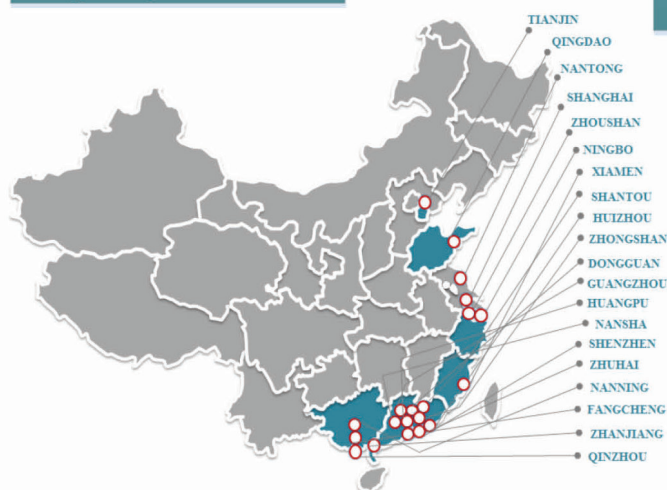 TIANJIN
QINGDAO
NANTONG
SHANGHAI
ZHOUSHAN
NINGBO
XIAMEN
SHANTOU
HUIZHOU
ZHONGSHAN
DONGGUAN
GUANGZHOU
HUANGPU
NANSHA
SHENZHEN
ZHUHAI
NANNING
FANGCHENG
ZHANJIANG
QINZHOU